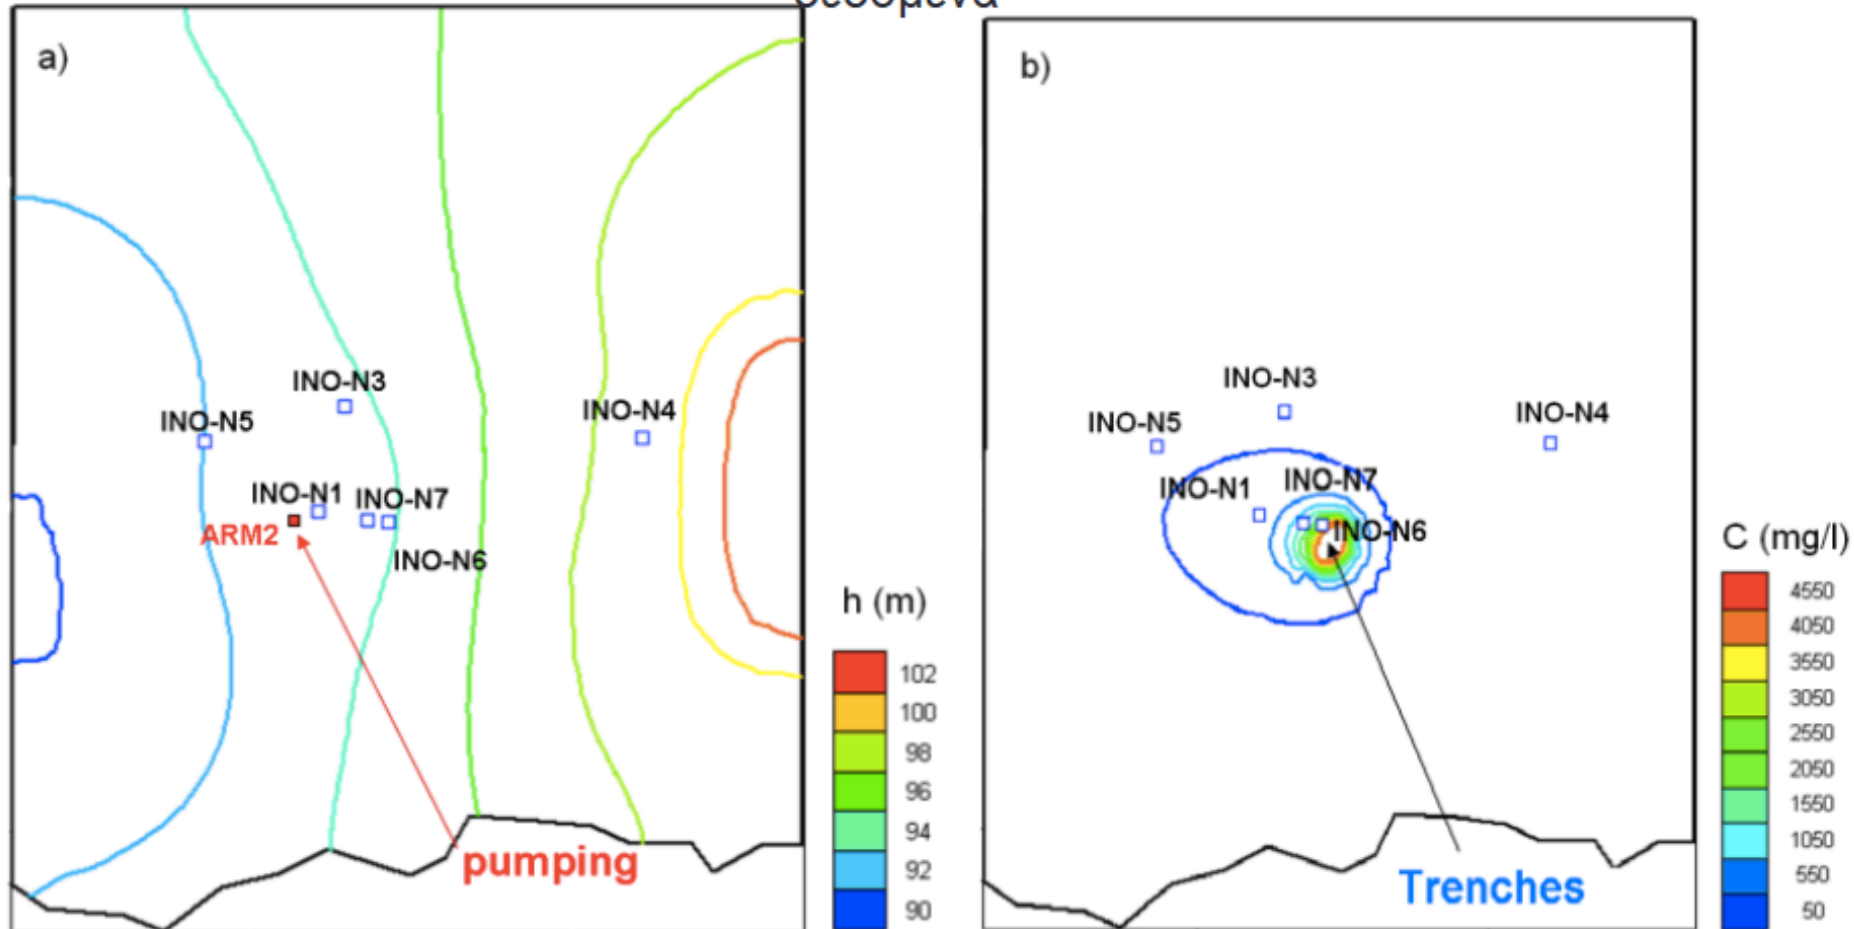 δεδομένα
a)
INO-N3
INO-N5
INO-N4
INO-N1
INO-N7
ARM2
INO-N6
pumping
h (m)
102
100
98
96
94
92
90
b)
INO-N3
INO-N5
INO-N4
INO-N1
INO-N7
INO-N6
Trenches
C (mg/l)
4550
4050
3550
3050
2550
2050
1550
1050
550
50